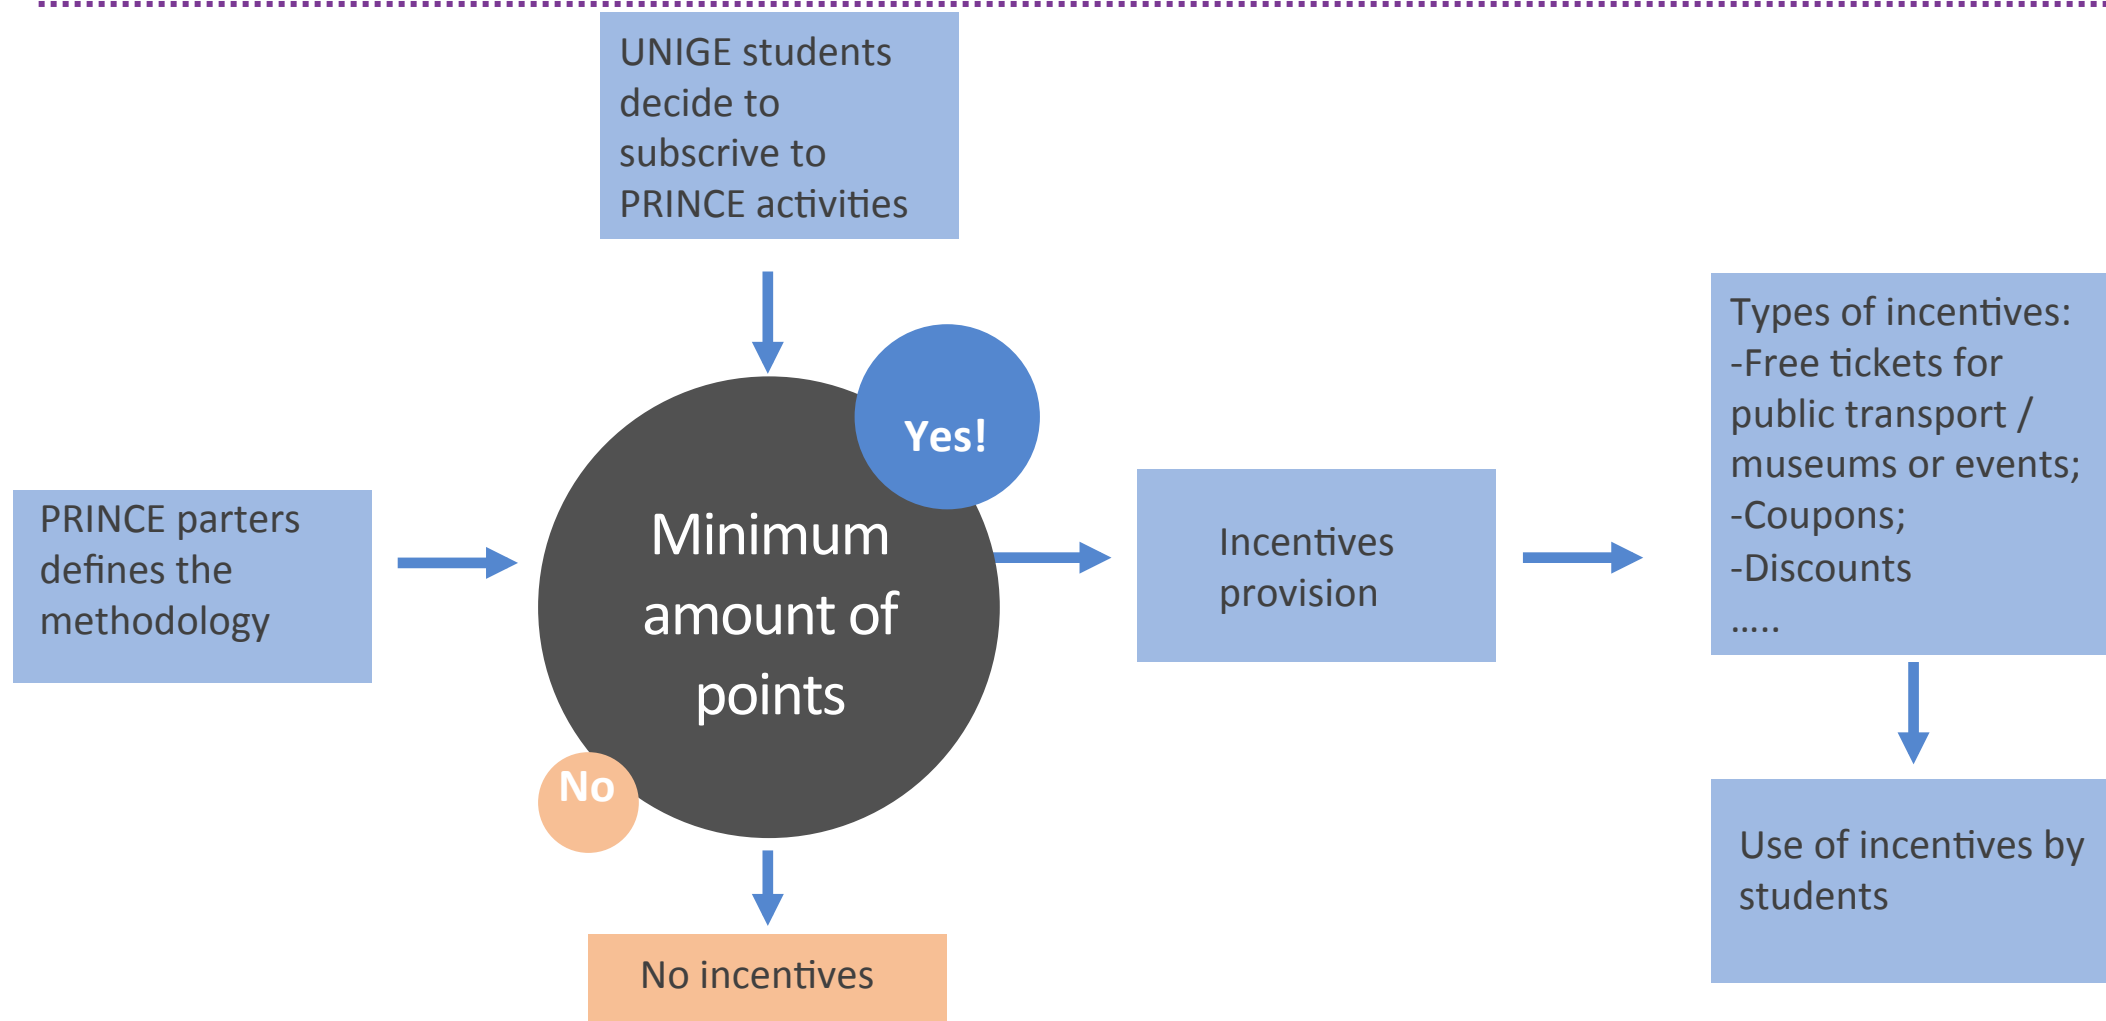 UNIGE students
decide to
subscrive to
PRINCE activities
Yes!
Minimum
amount of
points
No
PRINCE parters
defines the
methodology
No incentives
Incentives
provision
Types of incentives:
-Free tickets for
public transport /
museums or events;
-Coupons;
-Discounts
.....
Use of incentives by
students